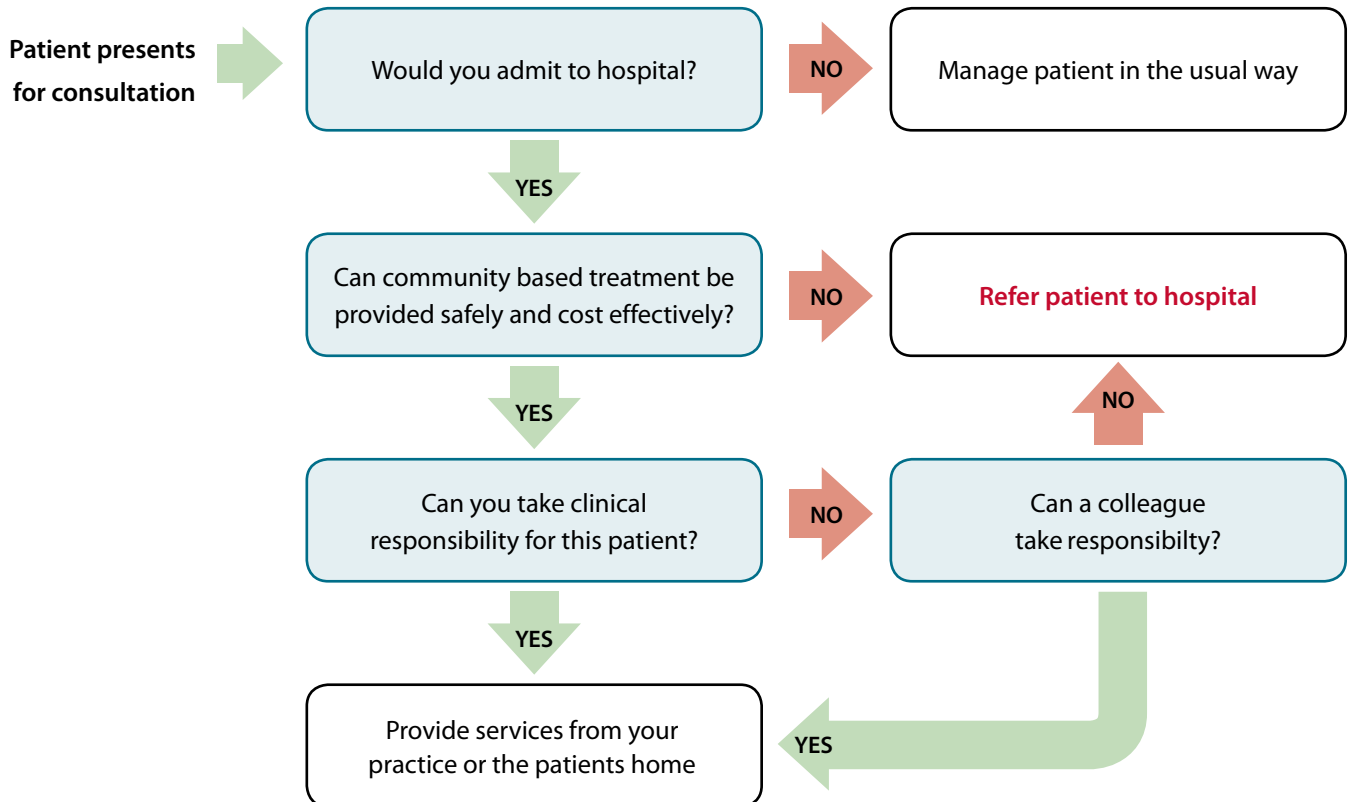 Patient presents
for consultation
Would you admit to hospital?
NO
Manage patient in the usual way
YES
Can community based treatment be
provided safely and cost effectively?
NO
Refer patient to hospital
YES
NO
Can you take clinical
responsibility for this patient?
NO
Can a colleague
take responsibilty?
YES
Provide services from your
practice or the patients home
YES